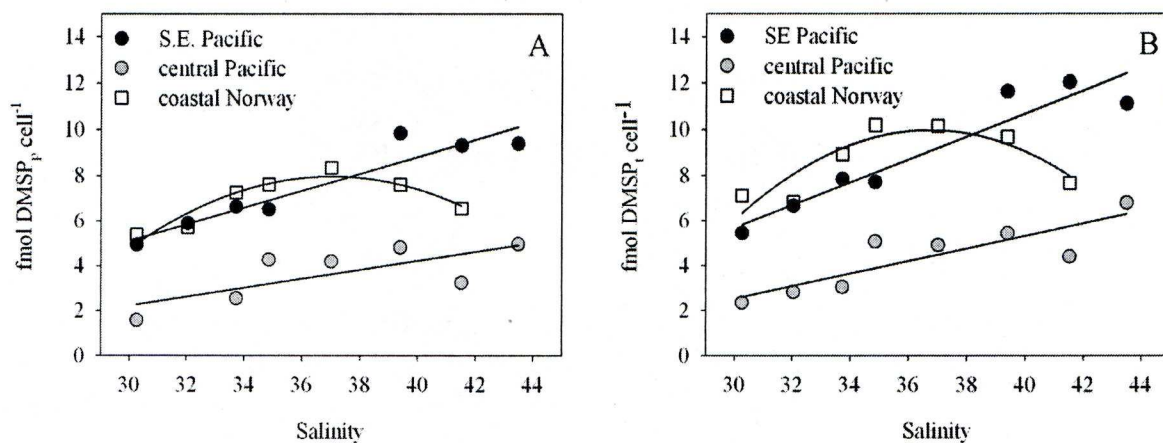 A
S.E. Pacific
central Pacific
coastal Norway
fmol DMSPp cell-1
14
12
10
8
6
4
2
0
30 32 34 36 38 40 42 44
Salinity
B
SE Pacific
central Pacific
coastal Norway
fmol DMSPt cell-1
14
12
10
8
6
4
2
0
30 32 34 36 38 40 42 44
Salinity